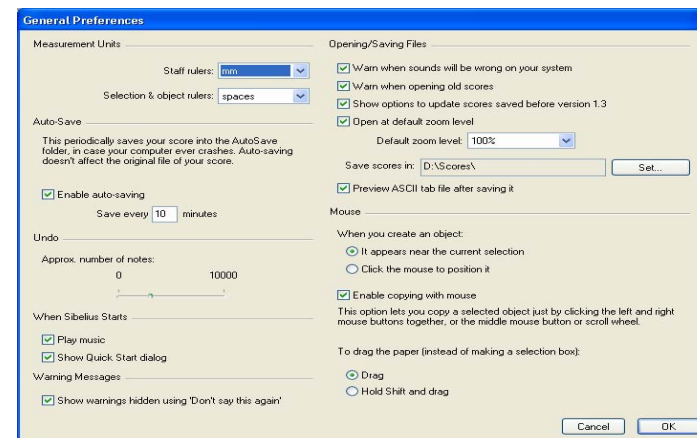 General Preferences
Measurement Units
Staff rulers: mm
Selection & object rulers: spaces
Auto-Save
This periodically saves your score into the AutoSave
folder, in case your computer ever crashes. Auto-saving
doesn't affect the original file of your score.
Enable auto-saving
Save every 10 minutes
Undo
Approx. number of notes:
0 10000
When Sibelius Starts
Play music
Show Quick Start dialog
Warning Messages
Show warnings hidden using 'Don't say this again'
Opening/Saving Files
Warn when sounds will be wrong on your system
Warn when opening old scores
Show options to update scores saved before version 1.3
Open at default zoom level
Default zoom level: 100%
Save scores in: D:\Scores\ Set...
Preview ASCII tab file after saving it
Mouse
When you create an object:
It appears near the current selection
Click the mouse to position it
Enable copying with mouse
This option lets you copy a selected object just by clicking the left and right
mouse buttons together, or the middle mouse button or scroll wheel.
To drag the paper (instead of making a selection box):
Drag
Hold Shift and drag
Cancel OK